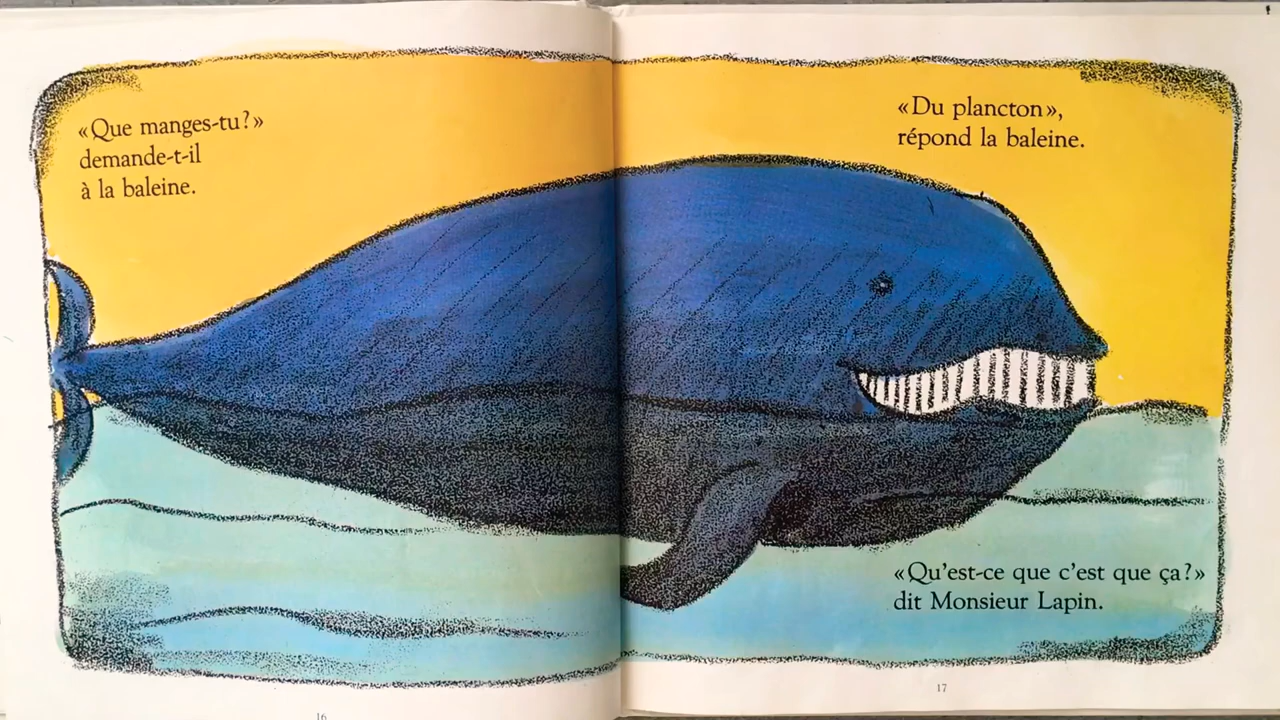 «Que manges-tu?»
demande-t-il
à la baleine.
16
«Du plancton»,
répond la baleine.
«Qu'est-ce que c'est que ça?»
dit Monsieur Lapin.
17